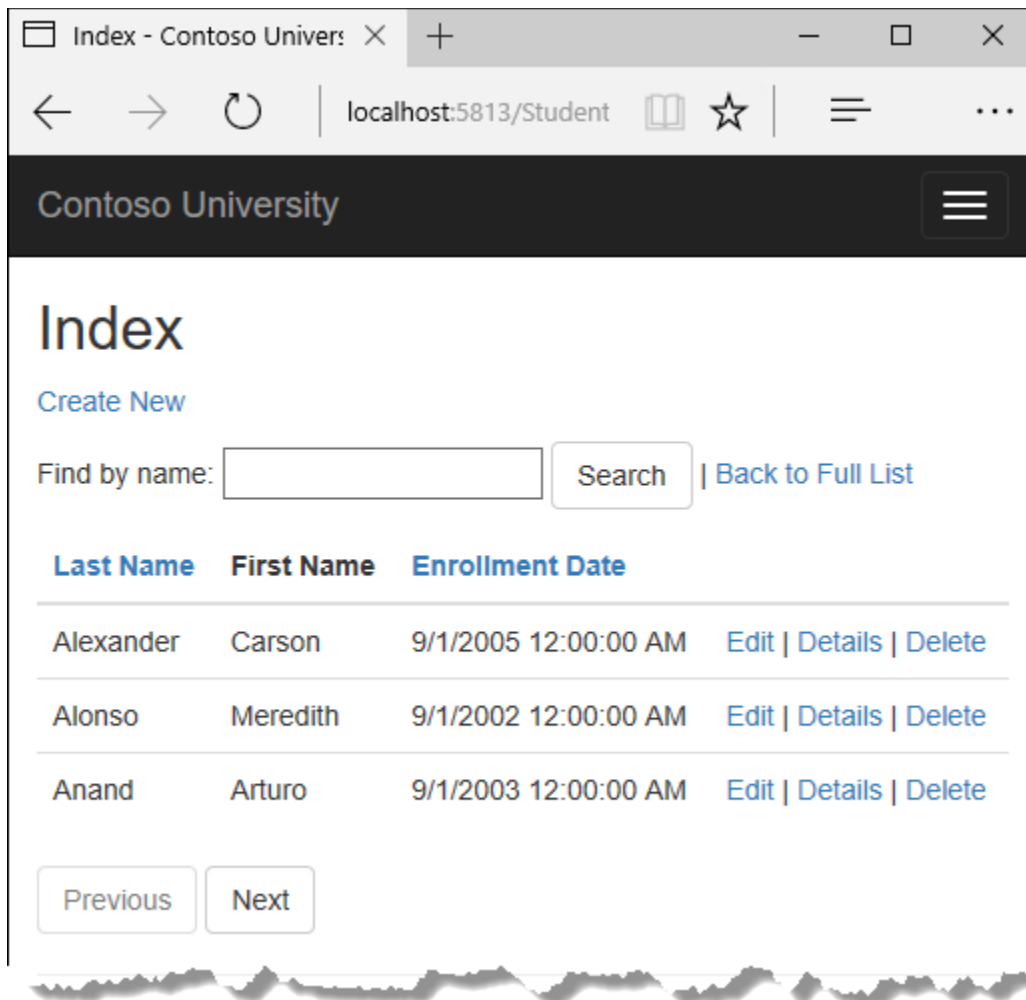 Index - Contoso Univers
localhost:5813/Student
Contoso University
Index
Create New
Find by name: Search | Back to Full List
Last Name First Name Enrollment Date
Alexander Carson 9/1/2005 12:00:00 AM Edit | Details | Delete
Alonso Meredith 9/1/2002 12:00:00 AM Edit | Details | Delete
Anand Arturo 9/1/2003 12:00:00 AM Edit | Details | Delete
Previous Next